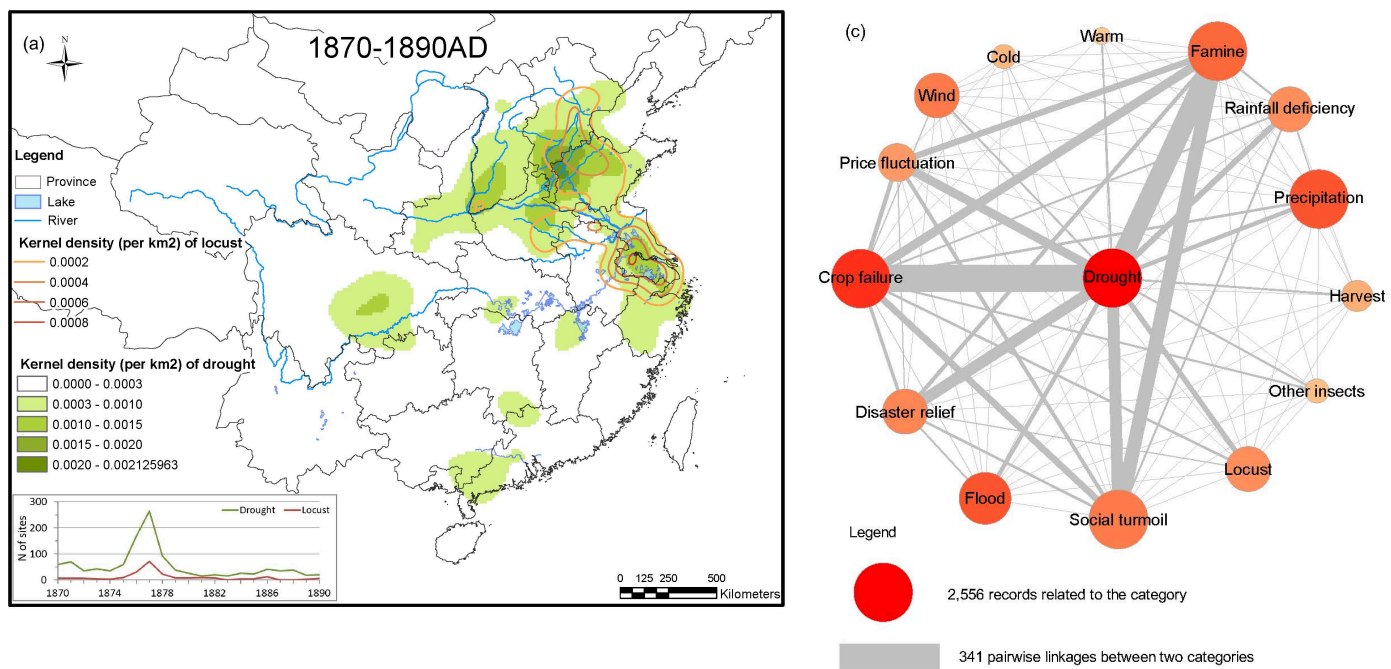 (a)
N
1870-1890AD
Legend
Province
Lake
River
Kernel density (per km2) of locust
0.0002
0.0004
0.0006
0.0008
Kernel density (per km2) of drought
0.0000 - 0.0003
0.0003 - 0.0010
0.0010 - 0.0015
0.0015 - 0.0020
0.0020 - 0.002125963
300
200
100
0
N of sites
Drought
Locust
1870
1874
1878
1882
1886
1890
0 125 250 500
Kilometers
(c)
Warm
Famine
Cold
Wind
Rainfall deficiency
Price fluctuation
Precipitation
Crop failure
Drought
Harvest
Other insects
Disaster relief
Locust
Flood
Social turmoil
Legend
2,556 records related to the category
341 pairwise linkages between two categories